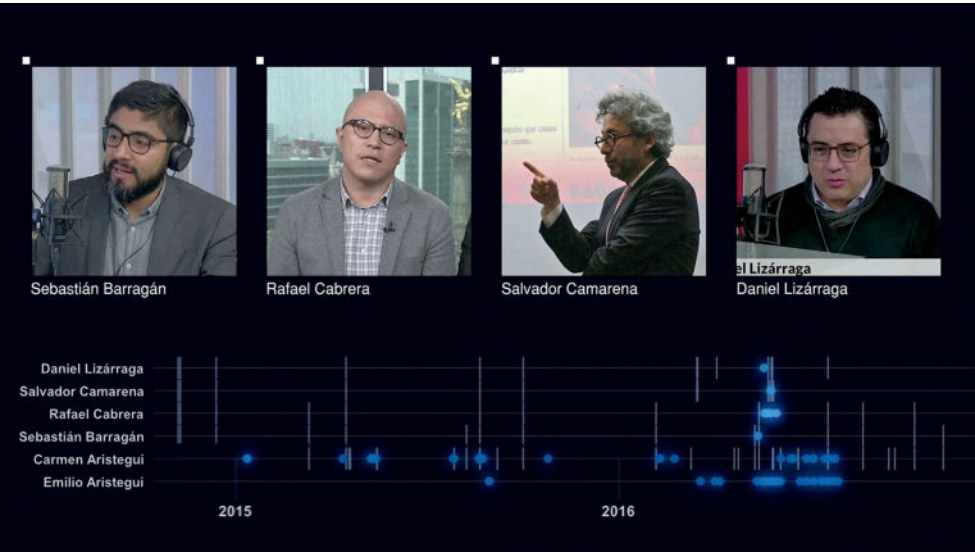 Sebastián Barragán
Rafael Cabrera
Salvador Camarena
el Lizárraga
Daniel Lizárraga
Daniel Lizárraga
Salvador Camarena
Rafael Cabrera
Sebastián Barragán
Carmen Aristegui
Emilio Aristegui
2015
2016